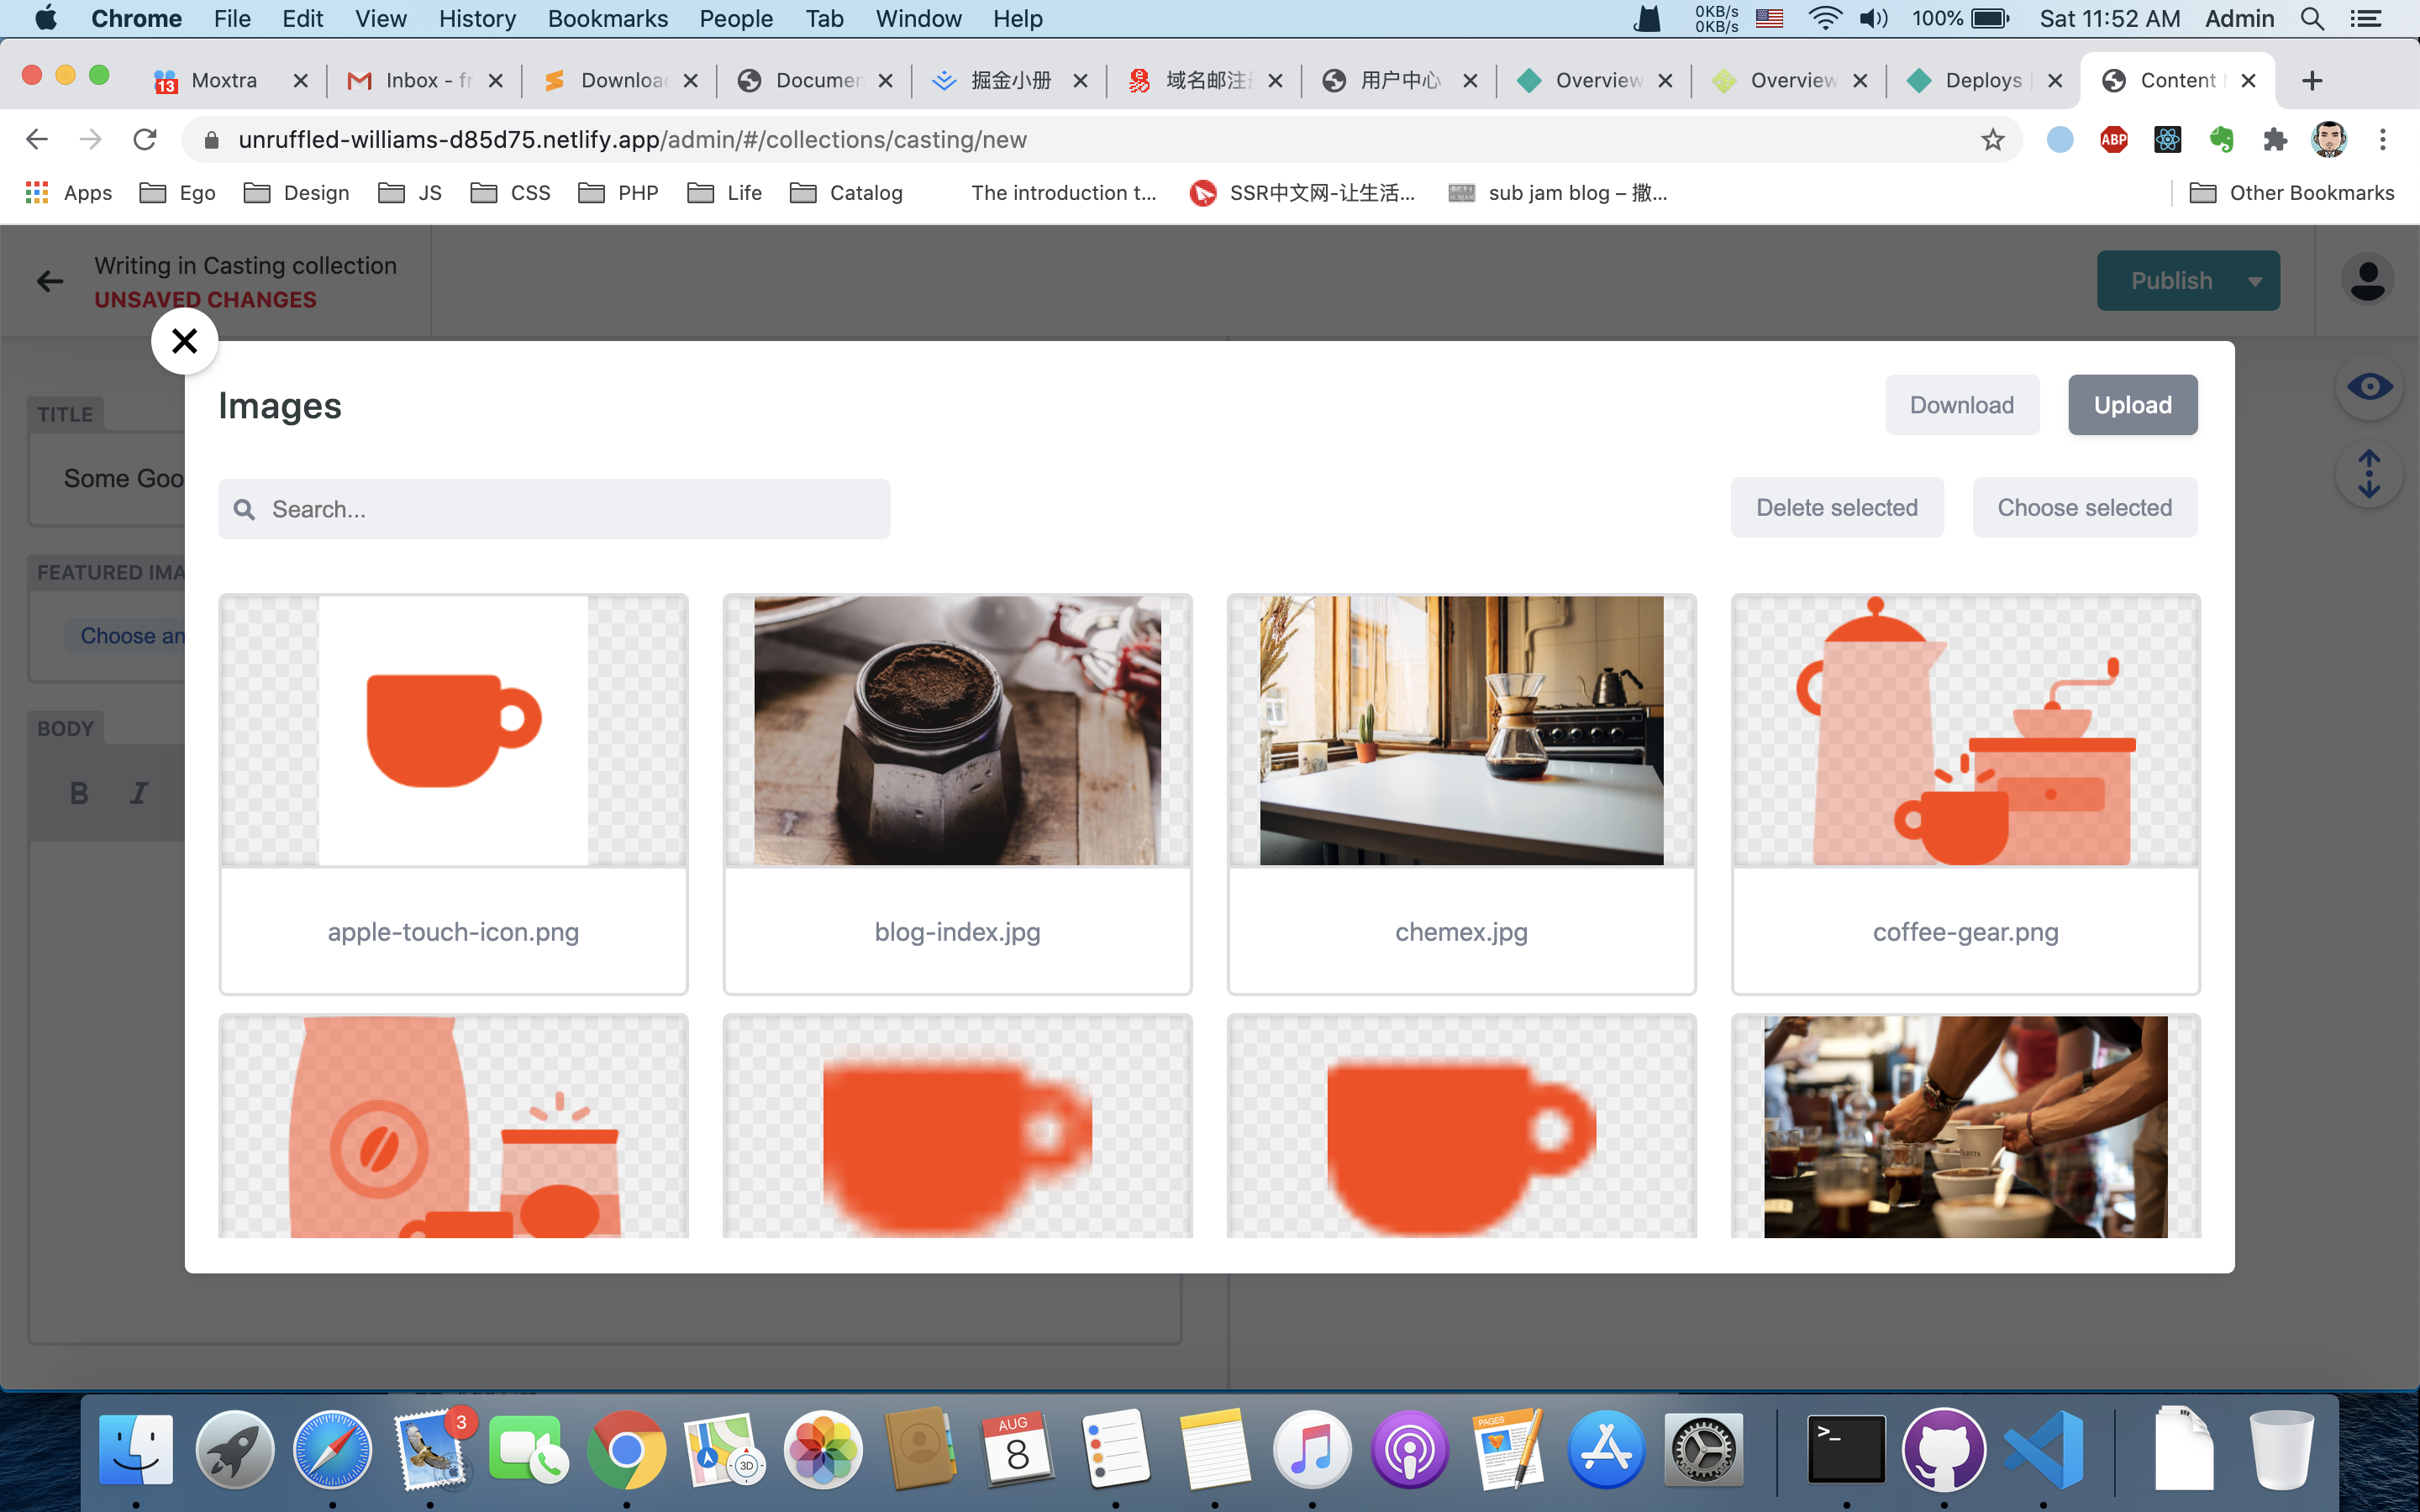 Chrome File Edit View History Bookmarks People Tab Window Help 0KB/s 0KB/s 100% Sat 11:52 AM Admin
13 Moxtra Inbox - fr Downloa Documen 掘金小册 域名邮注 用户中心 Overview Overview Deploys Content
unruffled-williams-d85d75.netlify.app/admin/#/collections/casting/new ABP
Apps Ego Design JS CSS PHP Life Catalog The introduction t... SSR中文网-让生活... sub jam blog – 撒... Other Bookmarks
Writing in Casting collection
UNSAVED CHANGES
Publish
Images
Download Upload
TITLE
Some Goo
Search...
Delete selected Choose selected
FEATURED IMA
Choose an
BODY
B I
apple-touch-icon.png blog-index.jpg chemex.jpg coffee-gear.png
3
AUG
8
3D
PAGES
>_